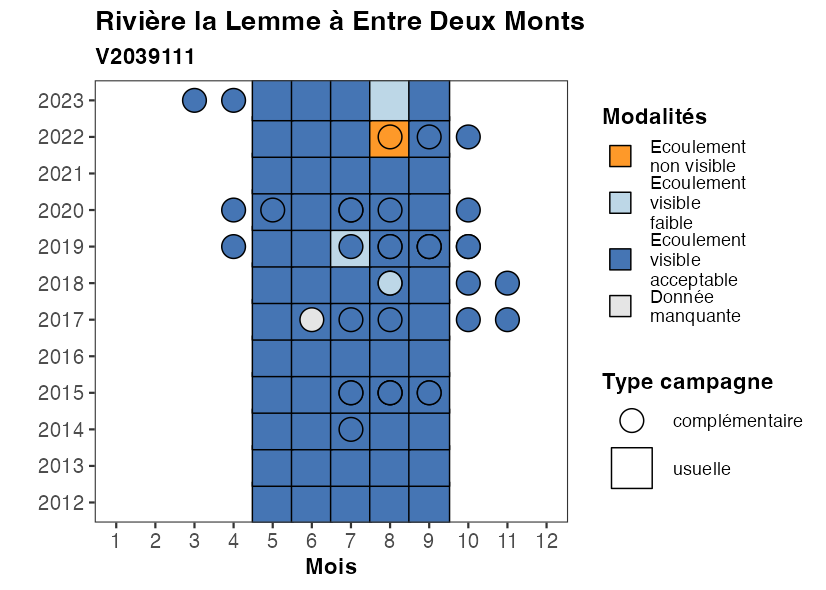 Rivière la Lemme à Entre Deux Monts
V2039111
2023
2022
2021
2020
2019
2018
2017
2016
2015
2014
2013
2012
1 2 3 4 5 6 7 8 9 10 11 12
Mois
Modalités
Ecoulement
non visible
Ecoulement
visible
faible
Ecoulement
visible
acceptable
Donnée
manquante
Type campagne
complémentaire
usuelle